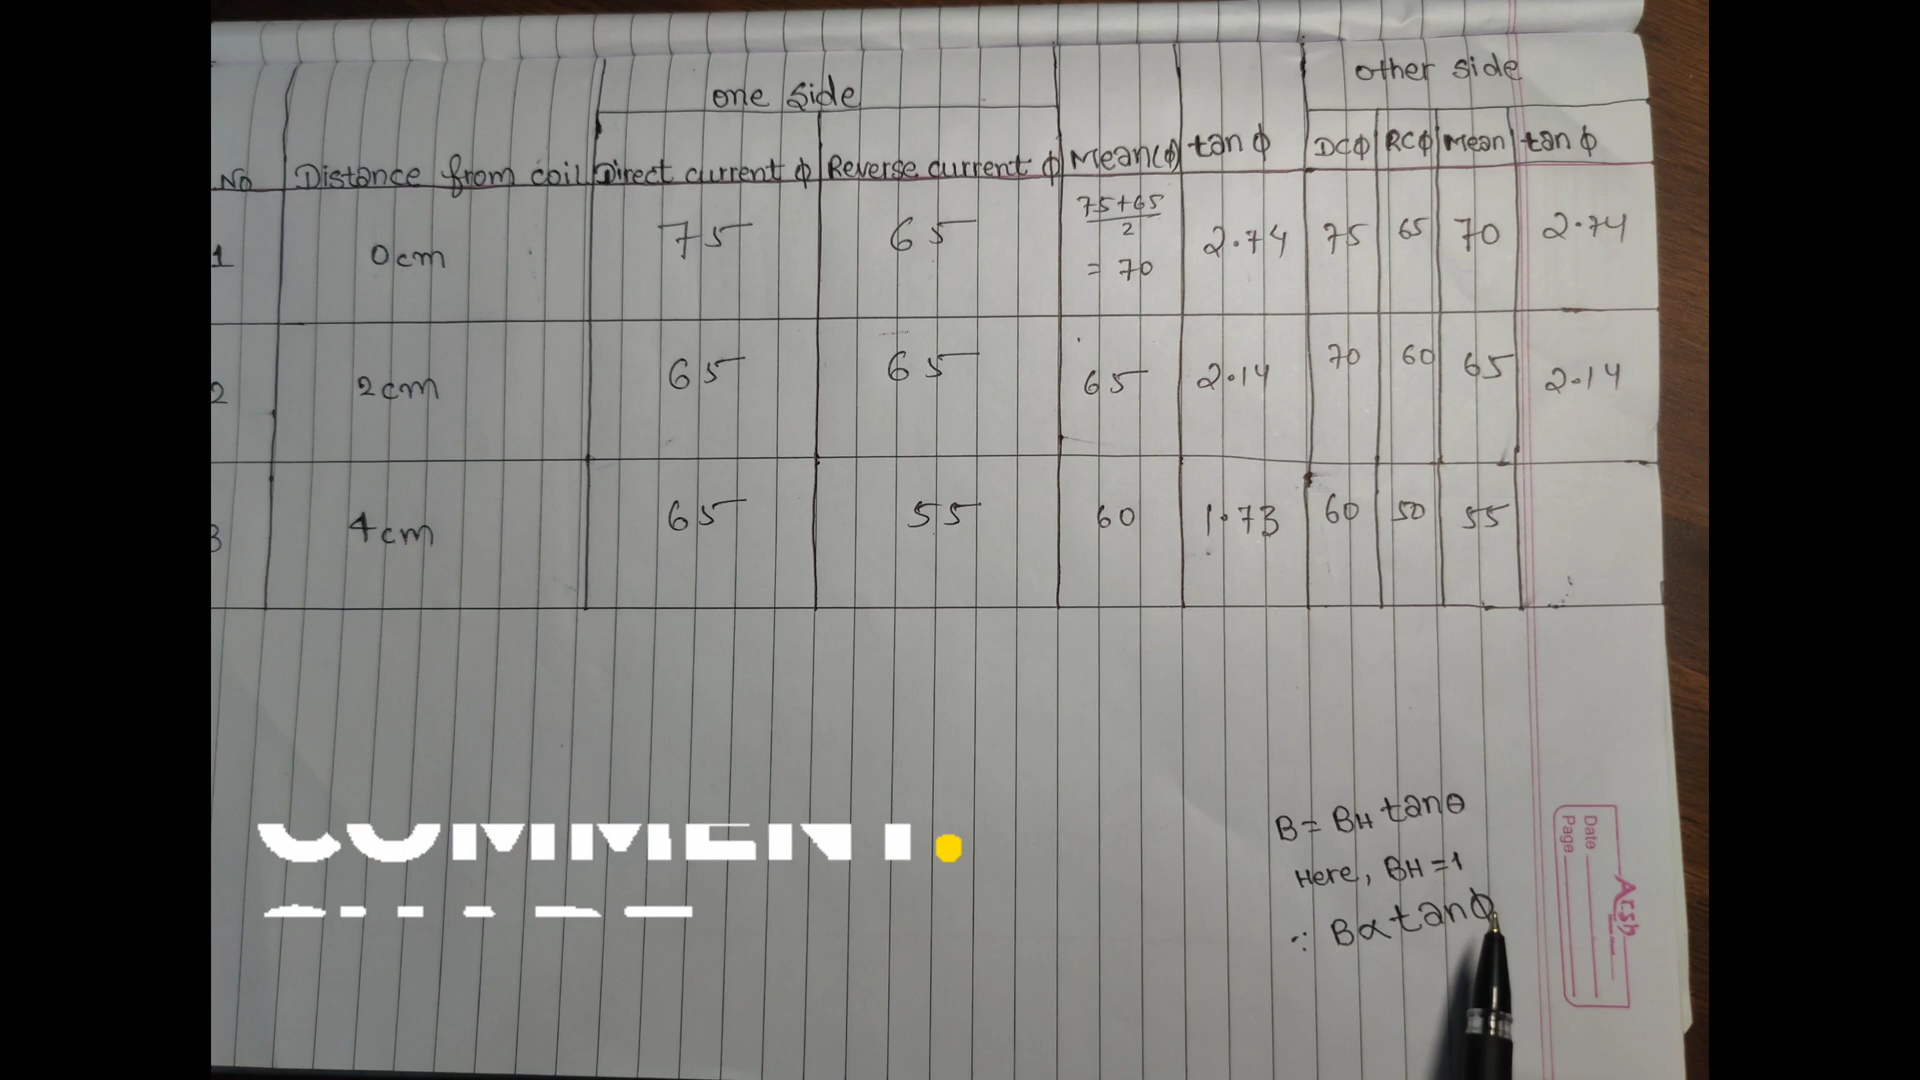 one side
other side
No Distance from coil Direct current ϕ Reverse current ϕ Mean(ϕ) tan ϕ DCϕ RCϕ Mean tan ϕ
1 0cm 75 65 75+65/2 = 70 2.74 75 65 70 2.74
2 2cm 65 65 65 2.14 70 60 65 2.14
3 4cm 65 55 60 1.73 60 50 55
B = BH tanθ
Here, BH = 1
∵ B α tan ϕ
COMMENT.
Date
Page
Arsh